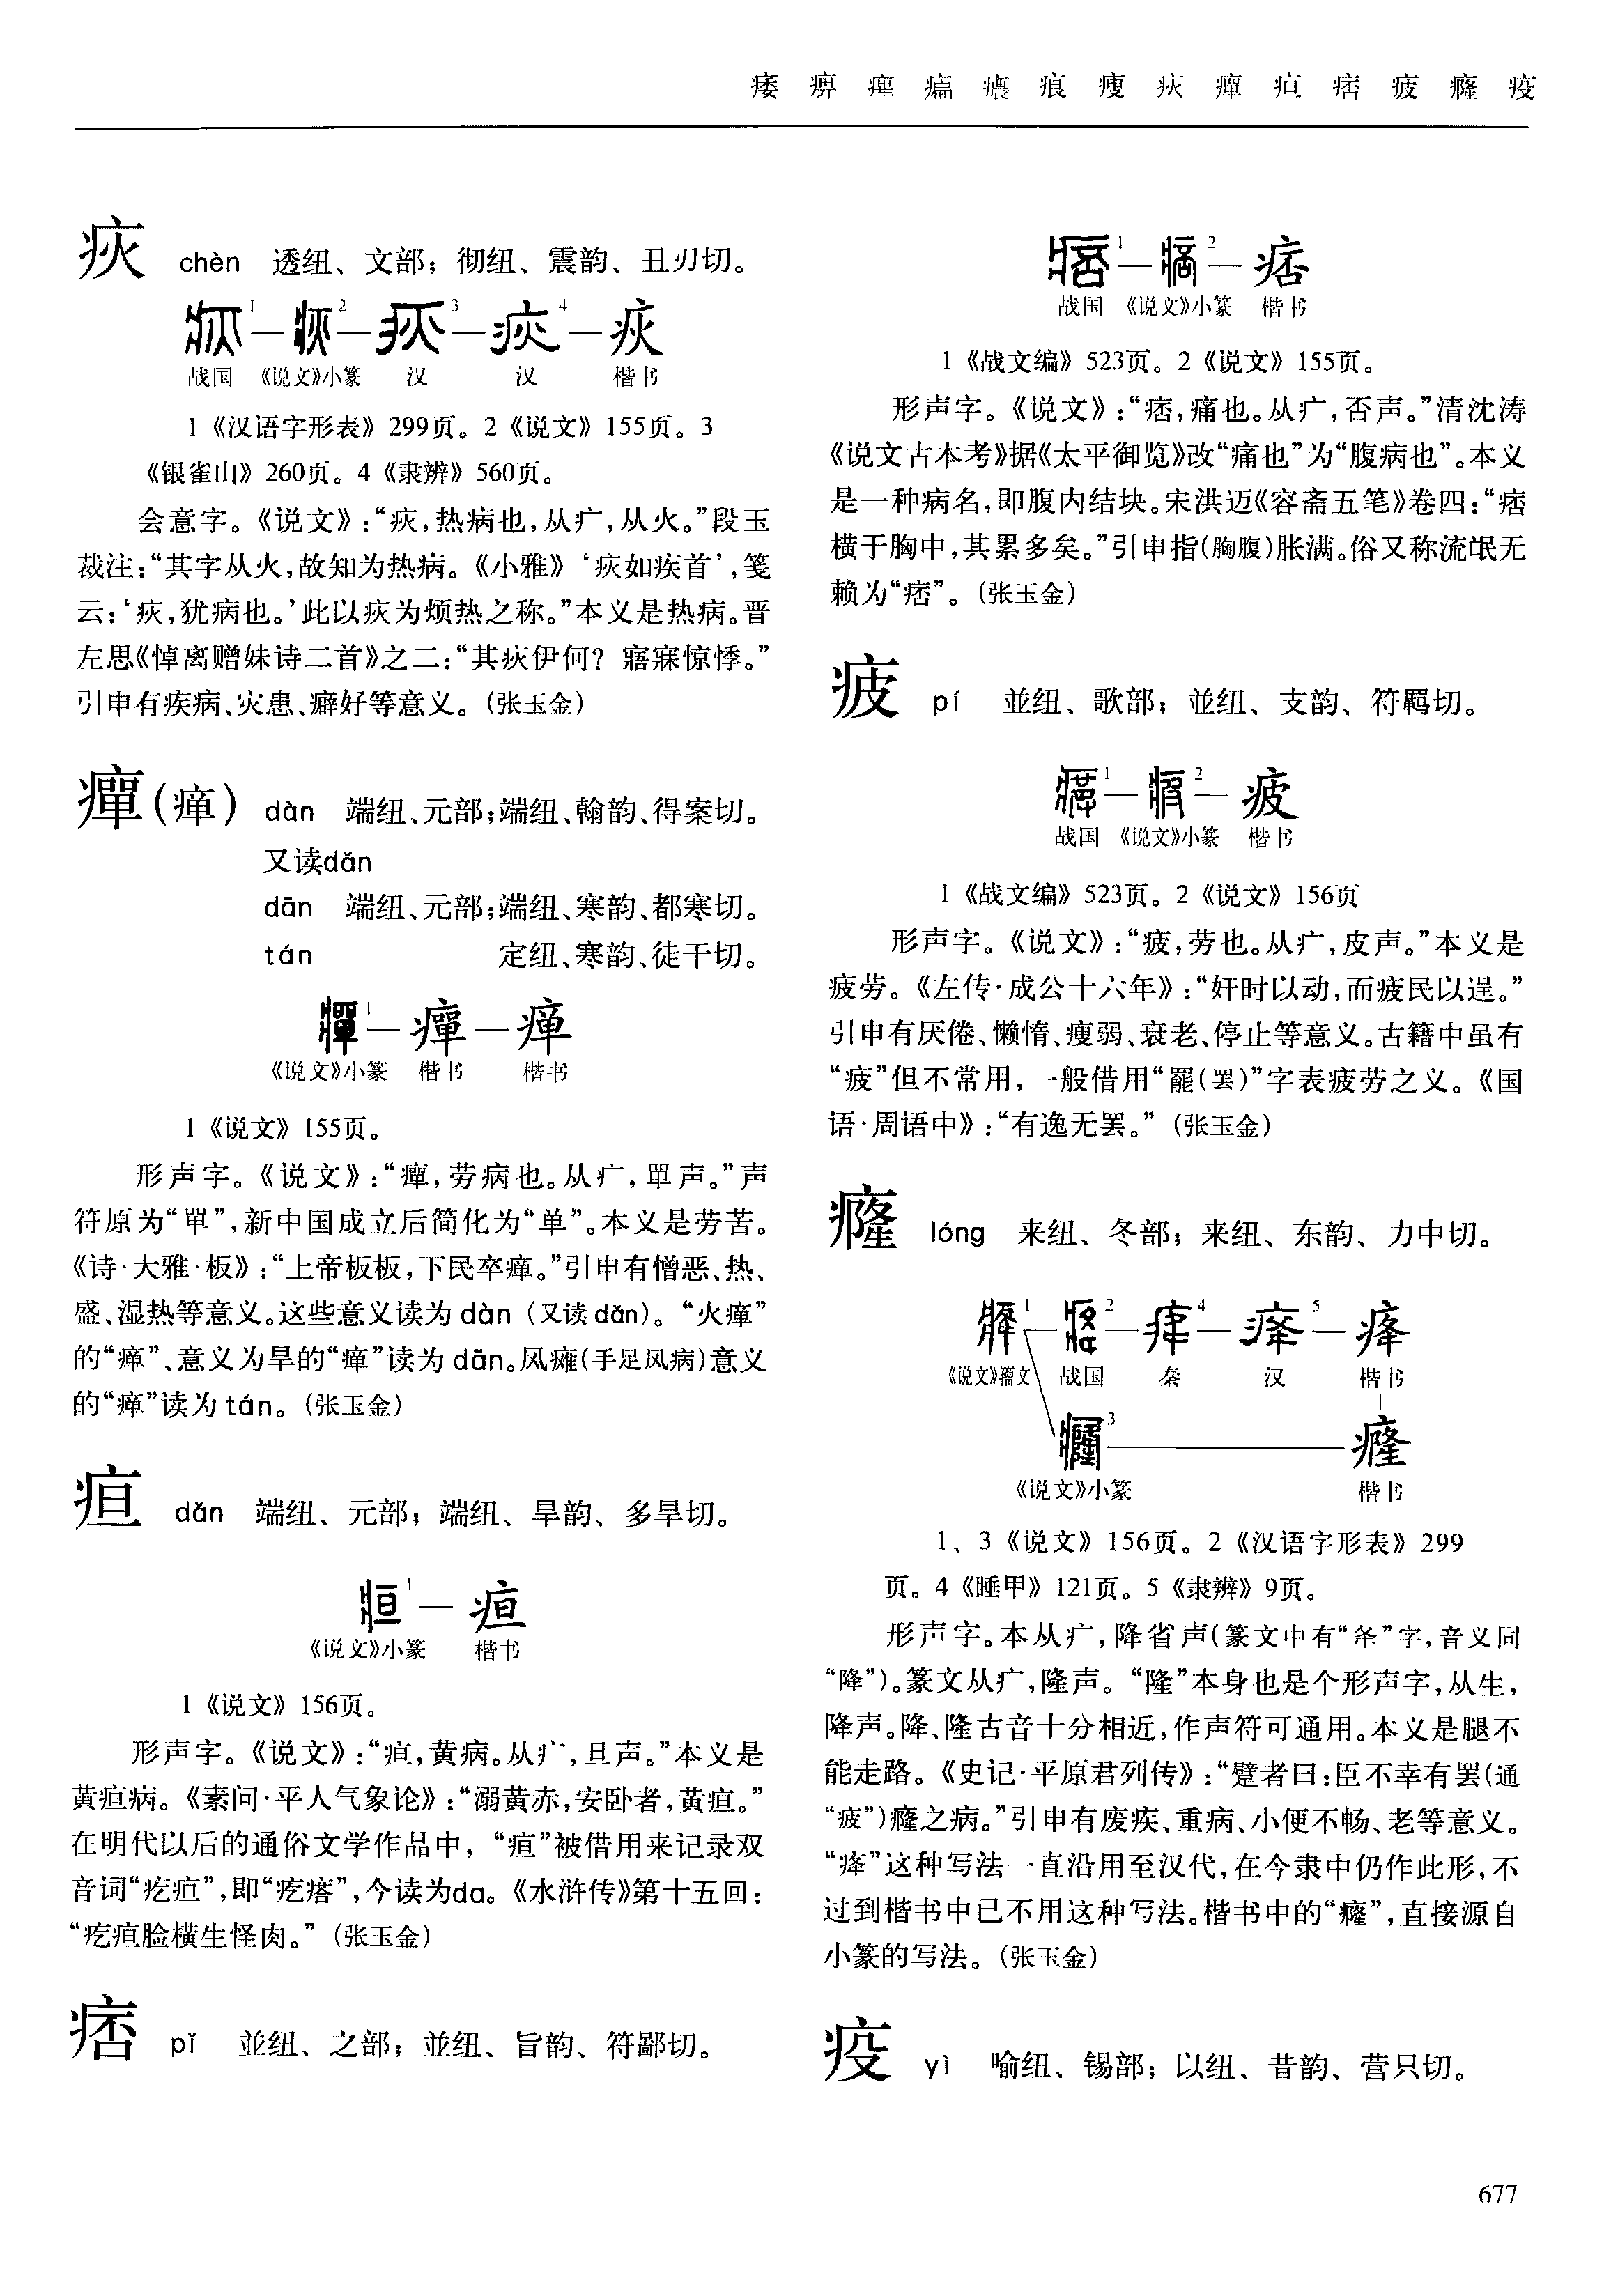 痿 痹 㾫 瘺 癑 痕 瘦 疢 癉 疸 痞 疲 癃 疫
疢 chèn 透纽、文部；彻纽、震韵、丑刃切。
1—2—3—4—疢
战国 《说文》小篆 汉 汉 楷书
1《汉语字形表》299页。2《说文》155页。3
《银雀山》260页。4《隶辨》560页。
会意字。《说文》：“疢，热病也，从疒，从火。”段玉
裁注：“其字从火，故知为热病。《小雅》‘疢如疾首’，笺
云：‘疢，犹病也。’此以疢为烦热之称。”本义是热病。晋
左思《悼离赠妹诗二首》之二：“其疢伊何？寤寐惊悸。”
引申有疾病、灾患、癖好等意义。（张玉金）
癉（瘅） dàn 端纽、元部；端纽、翰韵、得案切。
又读dǎn
dān 端纽、元部；端纽、寒韵、都寒切。
tán 定纽、寒韵、徒干切。
1—癉—瘅
《说文》小篆 楷书 楷书
1《说文》155页。
形声字。《说文》：“癉，劳病也。从疒，單声。”声
符原为“單”，新中国成立后简化为“单”。本义是劳苦。
《诗·大雅·板》：“上帝板板，下民卒瘅。”引申有憎恶、热、
盛、湿热等意义。这些意义读为 dàn（又读 dǎn）。“火瘅”
的“瘅”、意义为旱的“瘅”读为 dān。风瘫（手足风病）意义
的“瘅”读为 tán。（张玉金）
疸 dǎn 端纽、元部；端纽、旱韵、多旱切。
1—疸
《说文》小篆 楷书
1《说文》156页。
形声字。《说文》：“疸，黄病。从疒，旦声。”本义是
黄疸病。《素问·平人气象论》：“溺黄赤，安卧者，黄疸。”
在明代以后的通俗文学作品中，“疸”被借用来记录双
音词“疙疸”，即“疙瘩”，今读为da。《水浒传》第十五回：
“疙疸脸横生怪肉。”（张玉金）
痞 pǐ 並纽、之部；並纽、旨韵、符鄙切。
1—2—痞
战国 《说文》小篆 楷书
1《战文编》523页。2《说文》155页。
形声字。《说文》：“痞，痛也。从疒，否声。”清沈涛
《说文古本考》据《太平御览》改“痛也”为“腹病也”。本义
是一种病名，即腹内结块。宋洪迈《容斋五笔》卷四：“痞
横于胸中，其累多矣。”引申指（胸腹）胀满。俗又称流氓无
赖为“痞”。（张玉金）
疲 pí 並纽、歌部；並纽、支韵、符羁切。
1—2—疲
战国 《说文》小篆 楷书
1《战文编》523页。2《说文》156页
形声字。《说文》：“疲，劳也。从疒，皮声。”本义是
疲劳。《左传·成公十六年》：“奸时以动，而疲民以逞。”
引申有厌倦、懒惰、瘦弱、衰老、停止等意义。古籍中虽有
“疲”但不常用，一般借用“罷（罢）”字表疲劳之义。《国
语·周语中》：“有逸无罢。”（张玉金）
癃 lóng 来纽、冬部；来纽、东韵、力中切。
1—2—4—5—㾖
《说文》籀文 战国 秦 汉 楷书
3—癃
《说文》小篆 楷书
1、3《说文》156页。2《汉语字形表》299
页。4《睡甲》121页。5《隶辨》9页。
形声字。本从疒，降省声（篆文中有“夅”字，音义同
“降”）。篆文从疒，隆声。“隆”本身也是个形声字，从生，
降声。降、隆古音十分相近，作声符可通用。本义是腿不
能走路。《史记·平原君列传》：“躄者曰：臣不幸有罢（通
“疲”）癃之病。”引申有废疾、重病、小便不畅、老等意义。
“㾖”这种写法一直沿用至汉代，在今隶中仍作此形，不
过到楷书中已不用这种写法。楷书中的“癃”，直接源自
小篆的写法。（张玉金）
疫 yì 喻纽、锡部；以纽、昔韵、营只切。
677